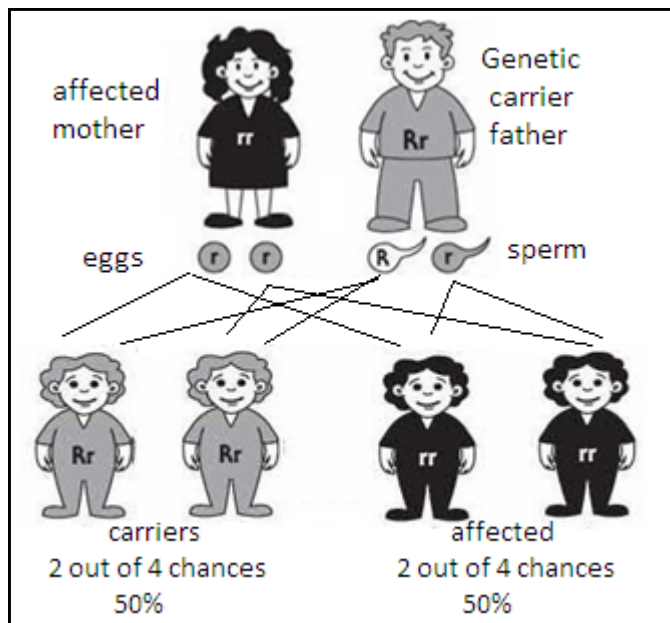 affected
mother
Genetic
carrier
father
rr
Rr
eggs
r
r
R
r
sperm
Rr
Rr
rr
rr
carriers
2 out of 4 chances
50%
affected
2 out of 4 chances
50%